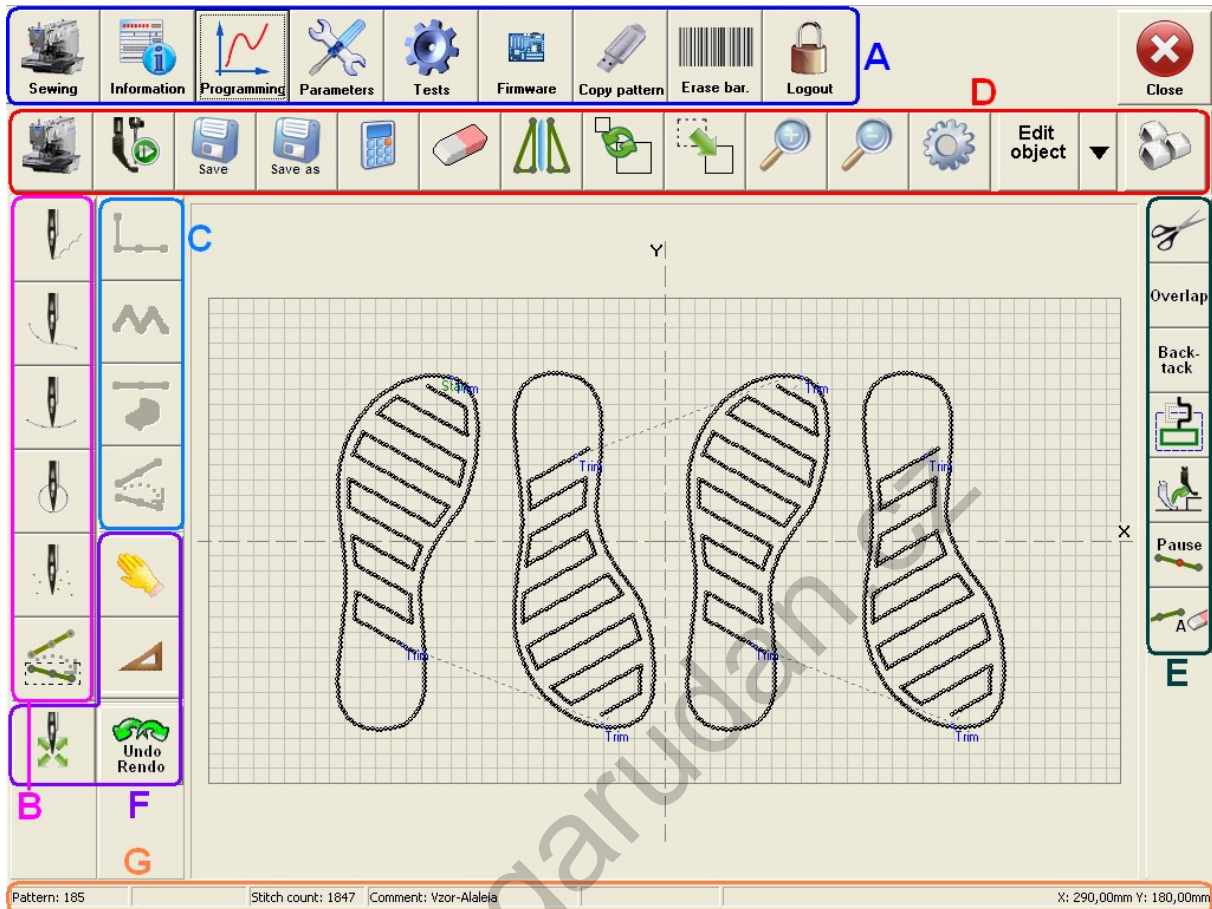 Sewing
Information
Programming
Parameters
Tests
Firmware
Copy pattern
Erase bar.
Logout
A
Close
D
Save
Save as
Edit
object
C
Y
Overlap
Back-
tack
Trim
Trim
Trim
Trim
X
Pause
A
E
Trim
Trim
Trim
Trim
Undo
Rendo
B
F
G
garudan.cz
Pattern: 185
Stitch count: 1847
Comment: Vzor-Alaleia
X: 290,00mm Y: 180,00mm